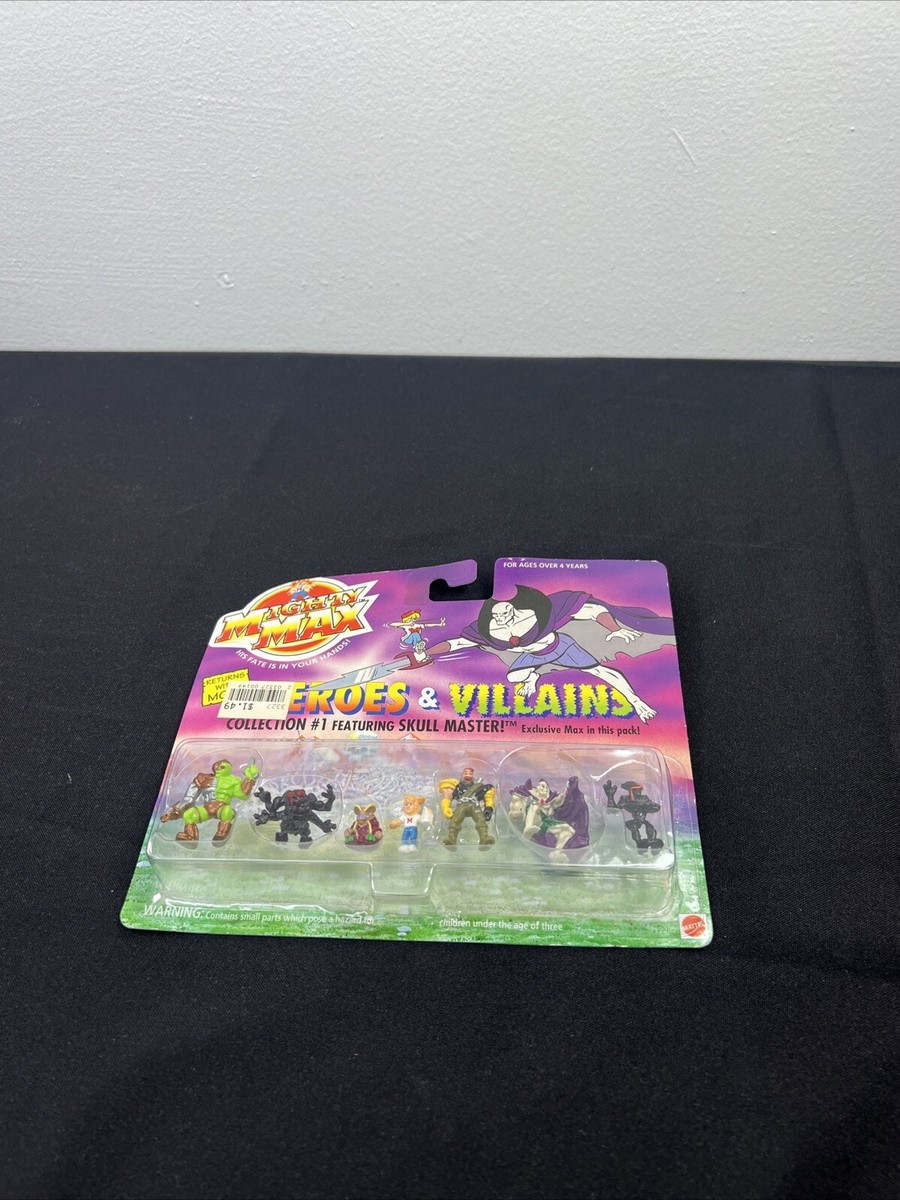 FOR AGES OVER 4 YEARS
MIGHTY MAX™
HIS FATE IS IN YOUR HANDS!
RETURNS
$1.49
3327
EROES & VILLAINS
COLLECTION #1 FEATURING SKULL MASTER!™ Exclusive Max in this pack!
M
WARNING: Contains small parts which pose a hazard to
children under the age of three
MATTEL